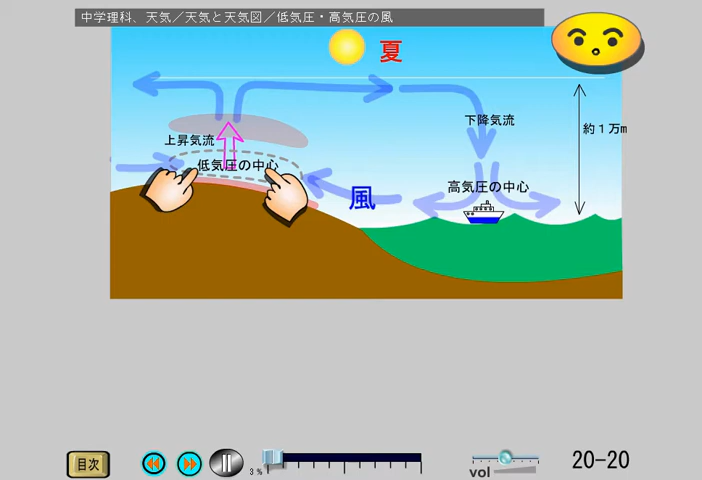 中学理科、天気／天気と天気図／低気圧・高気圧の風
夏
下降気流
約１万m
上昇気流
低気圧の中心
高気圧の中心
風
目次
3 %
vol
20-20